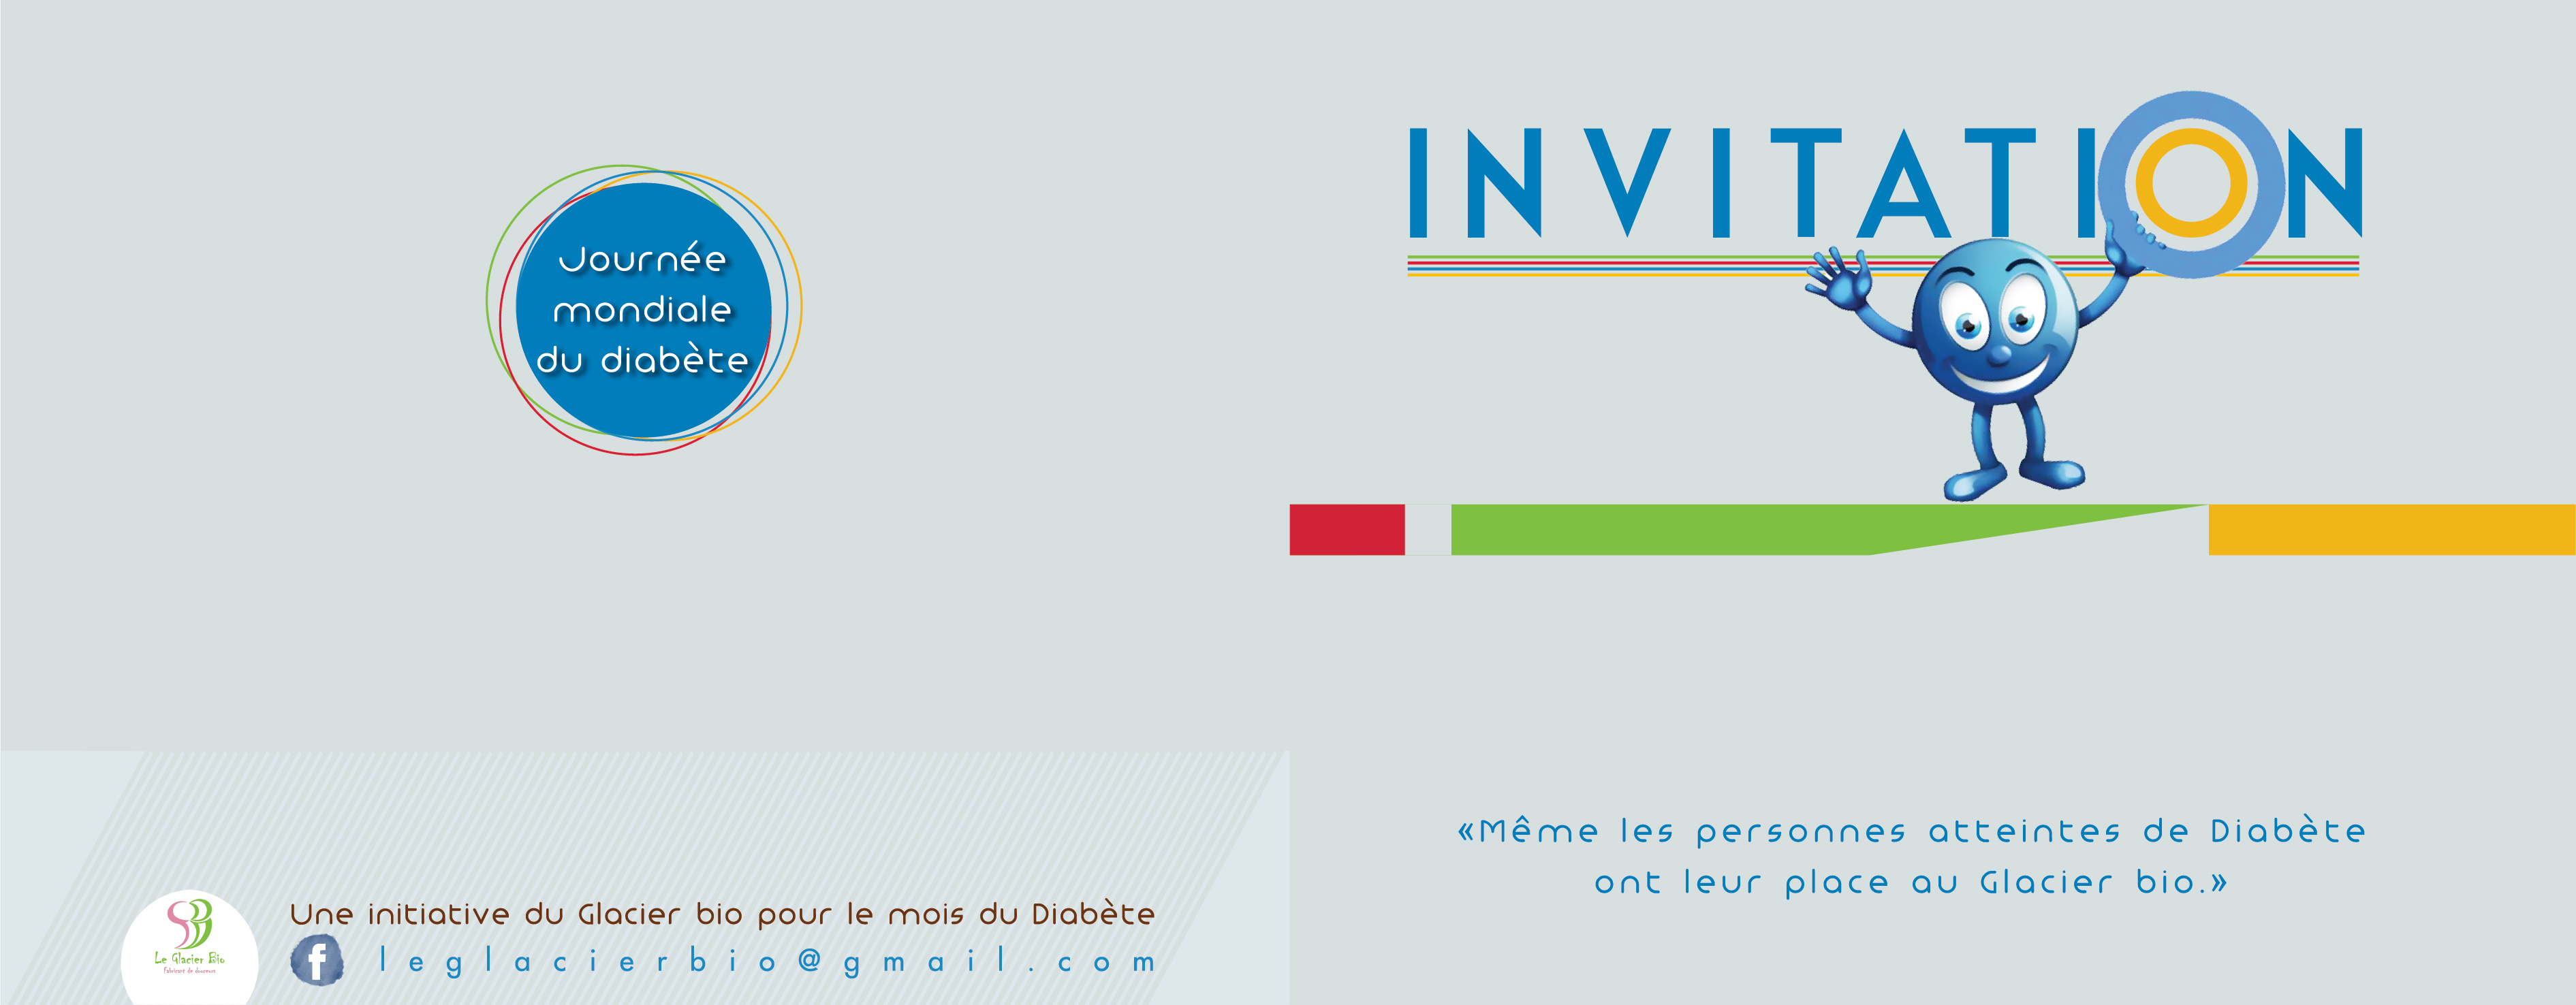 Journée
mondiale
du diabète
Le Glacier Bio
Fabricant de douceurs
Une initiative du Glacier bio pour le mois du Diabète
f
leglacierbio@gmail.com
INVITATION
«Même les personnes atteintes de Diabète
ont leur place au Glacier bio.»